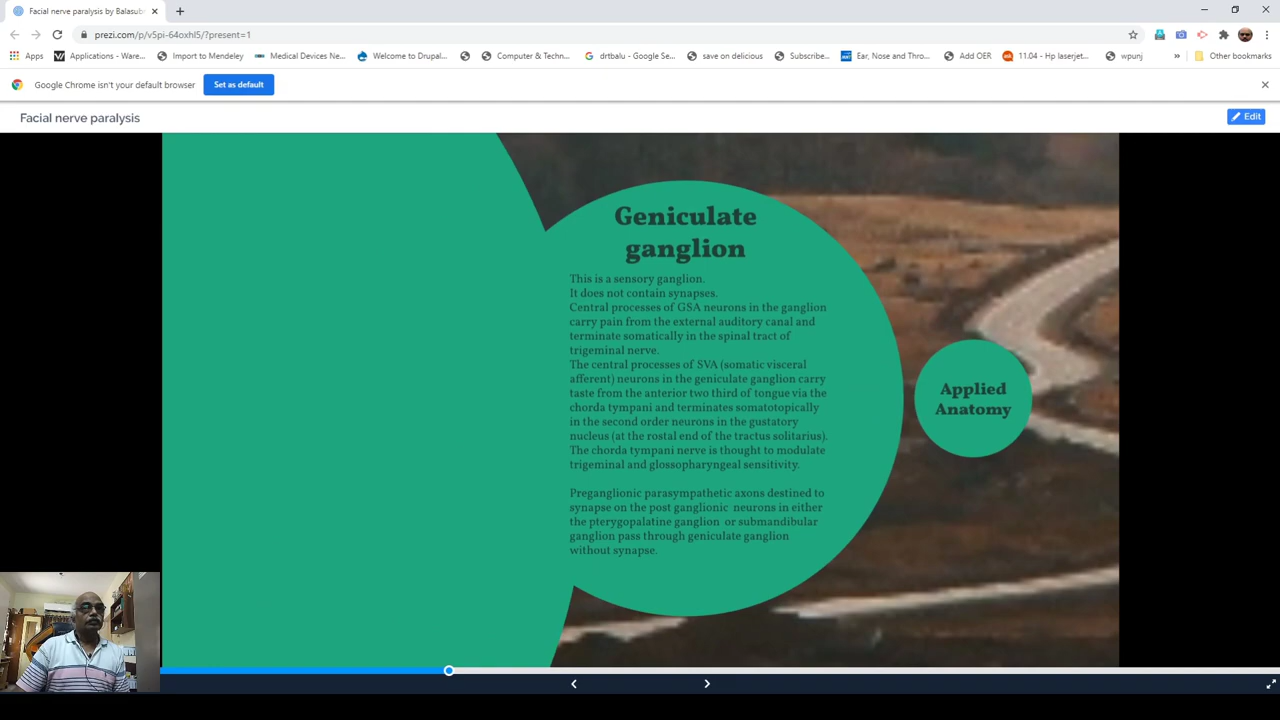 Facial nerve paralysis by Balasub
prezi.com/p/v5pi-64oxhl5/?present=1
Apps
Applications - Ware...
Import to Mendeley
Medical Devices Ne...
Welcome to Drupal...
Computer & Techn...
drtbalu - Google Se...
save on delicious
Subscribe...
Ear, Nose and Thro...
Add OER
11.04 - Hp laserjet...
wpunj
»
Other bookmarks
Google Chrome isn't your default browser
Set as default
Facial nerve paralysis
Edit
Geniculate
ganglion
This is a sensory ganglion.
It does not contain synapses.
Central processes of GSA neurons in the ganglion
carry pain from the external auditory canal and
terminate somatically in the spinal tract of
trigeminal nerve.
The central processes of SVA (somatic visceral
afferent) neurons in the geniculate ganglion carry
taste from the anterior two third of tongue via the
chorda tympani and terminates somatotopically
in the second order neurons in the gustatory
nucleus (at the rostal end of the tractus solitarius).
The chorda tympani nerve is thought to modulate
trigeminal and glossopharyngeal sensitivity.
Preganglionic parasympathetic axons destined to
synapse on the post ganglionic neurons in either
the pterygopalatine ganglion or submandibular
ganglion pass through geniculate ganglion
without synapse.
Applied
Anatomy